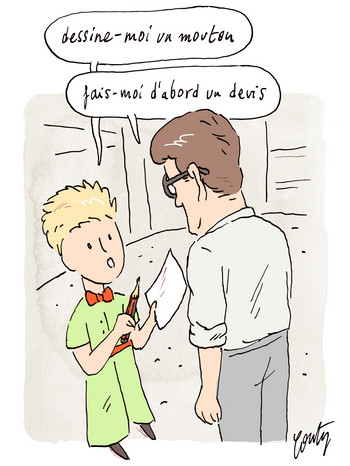 dessine-moi un mouton
fais-moi d'abord un devis
Couty